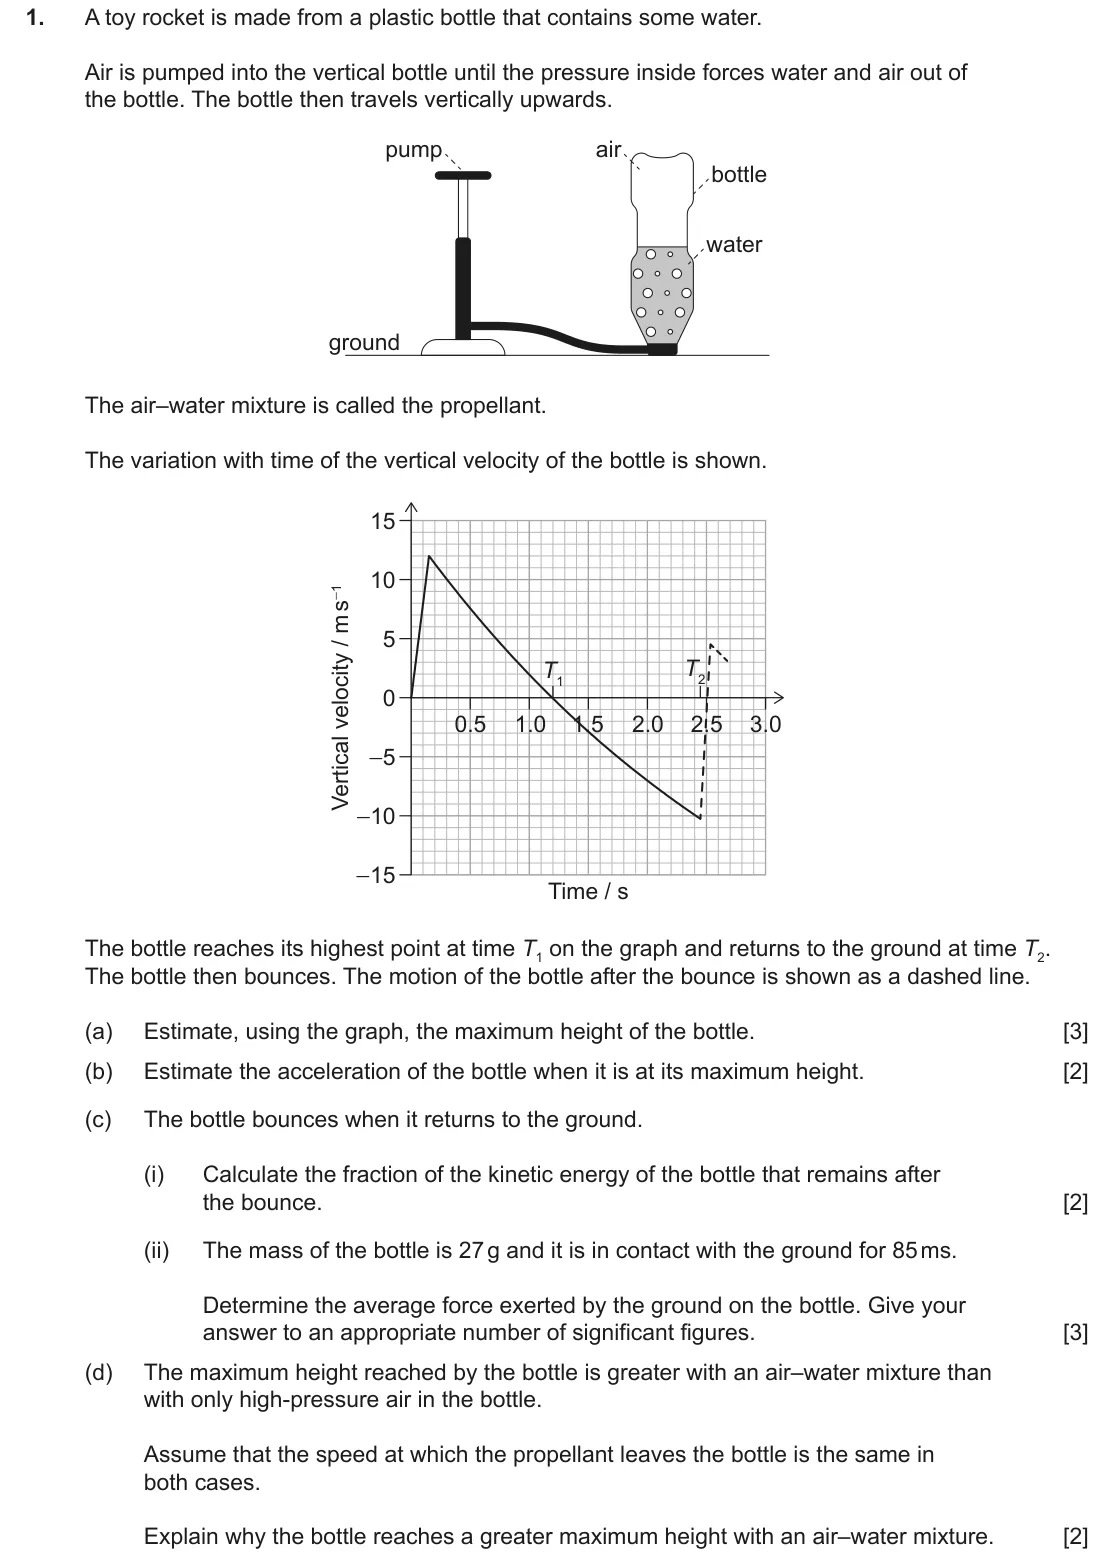 1. A toy rocket is made from a plastic bottle that contains some water.
Air is pumped into the vertical bottle until the pressure inside forces water and air out of
the bottle. The bottle then travels vertically upwards.
pump
air
bottle
water
ground
The air–water mixture is called the propellant.
The variation with time of the vertical velocity of the bottle is shown.
15
10
5
0
–5
–10
–15
Vertical velocity / m s⁻¹
T₁
T₂
0.5 1.0 1.5 2.0 2.5 3.0
Time / s
The bottle reaches its highest point at time T₁ on the graph and returns to the ground at time T₂.
The bottle then bounces. The motion of the bottle after the bounce is shown as a dashed line.
(a) Estimate, using the graph, the maximum height of the bottle. [3]
(b) Estimate the acceleration of the bottle when it is at its maximum height. [2]
(c) The bottle bounces when it returns to the ground.
(i) Calculate the fraction of the kinetic energy of the bottle that remains after
the bounce. [2]
(ii) The mass of the bottle is 27 g and it is in contact with the ground for 85 ms.
Determine the average force exerted by the ground on the bottle. Give your
answer to an appropriate number of significant figures. [3]
(d) The maximum height reached by the bottle is greater with an air–water mixture than
with only high-pressure air in the bottle.
Assume that the speed at which the propellant leaves the bottle is the same in
both cases.
Explain why the bottle reaches a greater maximum height with an air–water mixture. [2]